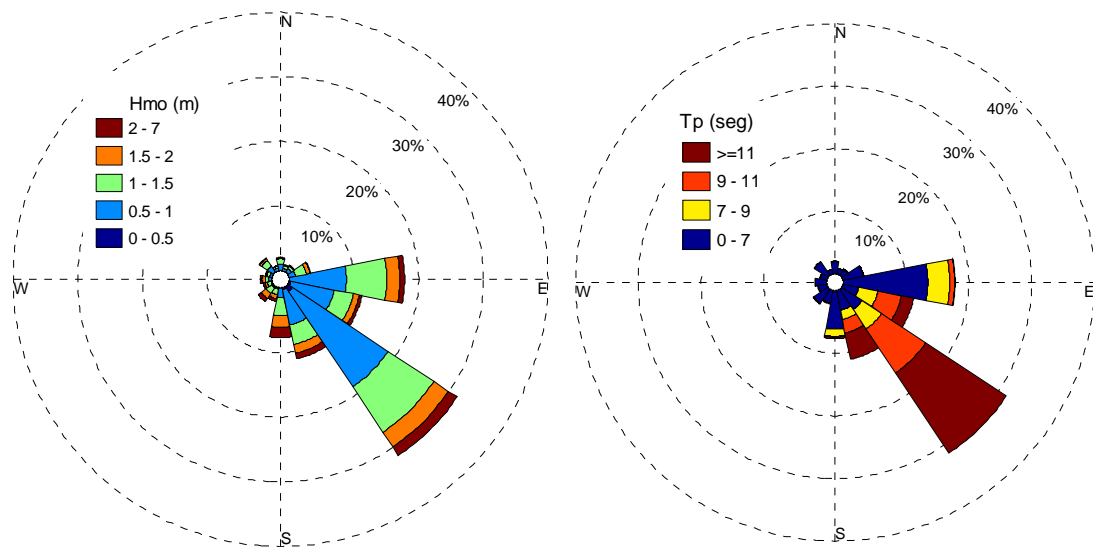 N
Hmo (m)
2 - 7
1.5 - 2
1 - 1.5
0.5 - 1
0 - 0.5
40%
30%
20%
10%
W
E
S
N
Tp (seg)
>=11
9 - 11
7 - 9
0 - 7
40%
30%
20%
10%
W
E
S